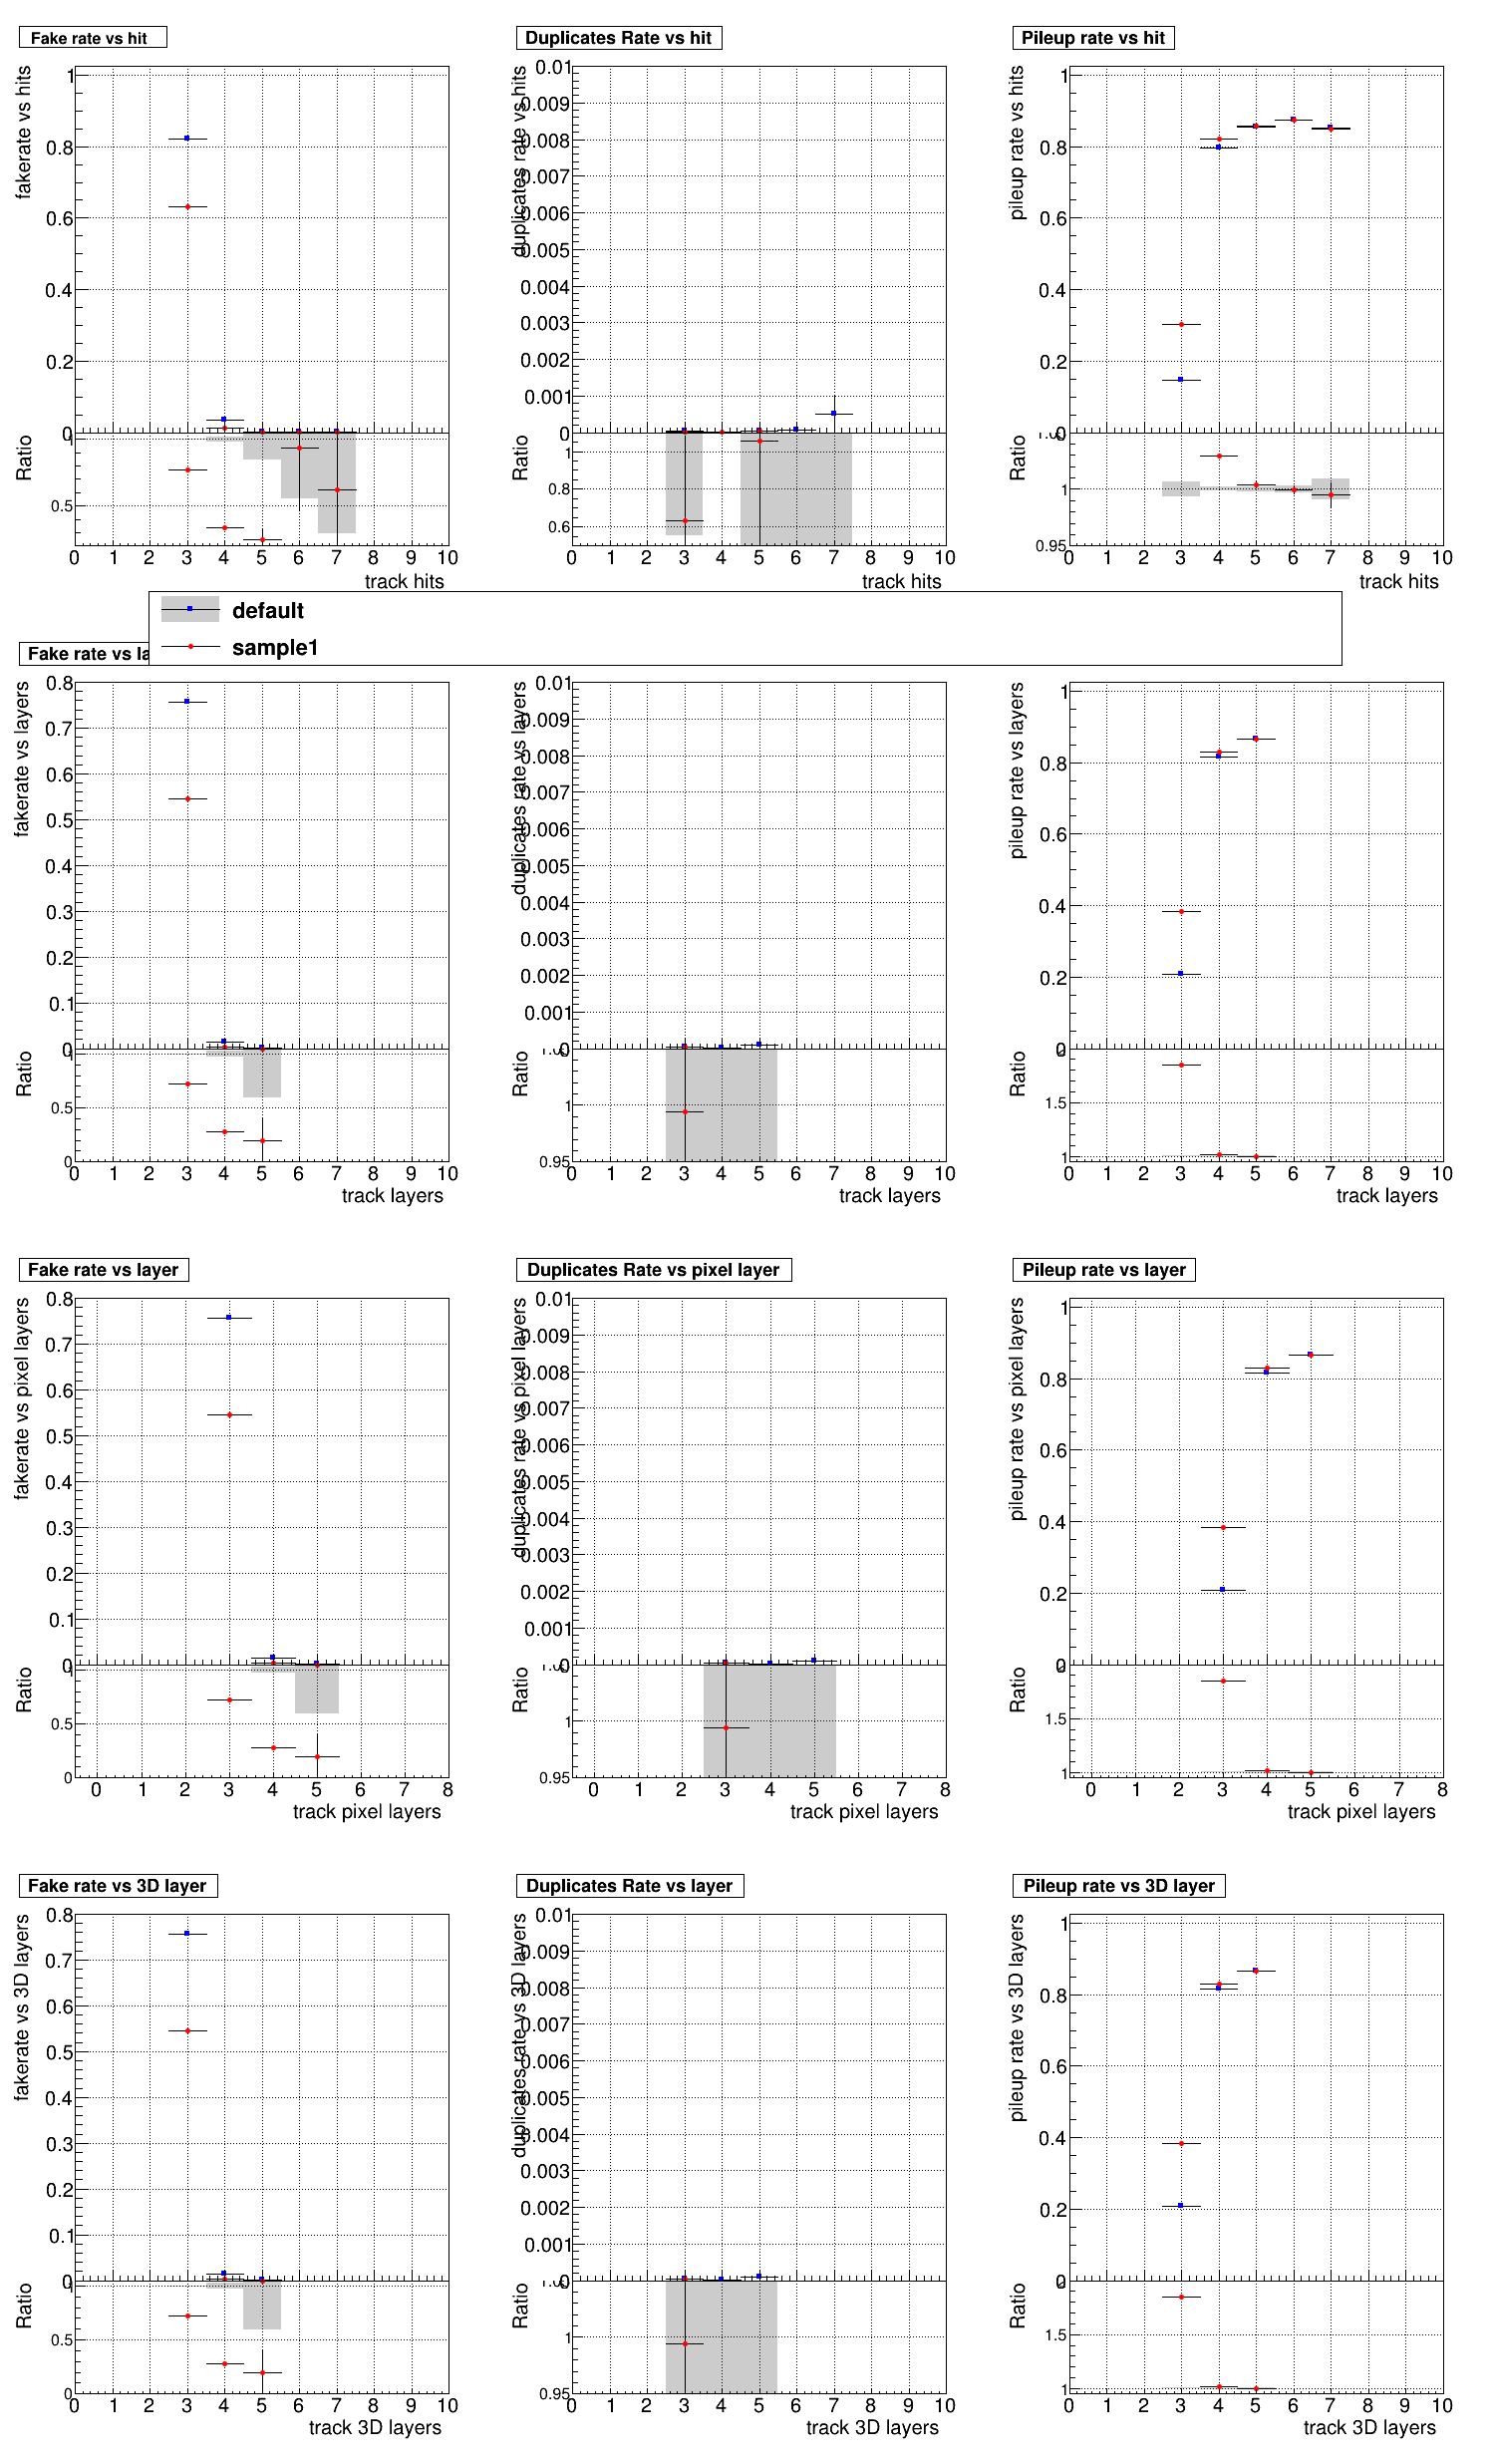 Fake rate vs hit
fakerate vs hits
1
0.8
0.6
0.4
0.2
0
Ratio
1
0.5
0 1 2 3 4 5 6 7 8 9 10
track hits
Duplicates Rate vs hit
duplicates rate vs hits
0.01
0.009
0.008
0.007
0.006
0.005
0.004
0.003
0.002
0.001
0
Ratio
1
0.8
0.6
0 1 2 3 4 5 6 7 8 9 10
track hits
Pileup rate vs hit
pileup rate vs hits
1
0.8
0.6
0.4
0.2
0
Ratio
1
0.95
0 1 2 3 4 5 6 7 8 9 10
track hits
default
sample1
Fake rate vs la
fakerate vs layers
0.8
0.7
0.6
0.5
0.4
0.3
0.2
0.1
0
Ratio
1
0.5
0
0 1 2 3 4 5 6 7 8 9 10
track layers
duplicates rate vs layers
0.01
0.009
0.008
0.007
0.006
0.005
0.004
0.003
0.002
0.001
0
Ratio
1
0.95
0 1 2 3 4 5 6 7 8 9 10
track layers
pileup rate vs layers
1
0.8
0.6
0.4
0.2
0
Ratio
1.5
1
0 1 2 3 4 5 6 7 8 9 10
track layers
Fake rate vs layer
fakerate vs pixel layers
0.8
0.7
0.6
0.5
0.4
0.3
0.2
0.1
0
Ratio
1
0.5
0
0 1 2 3 4 5 6 7 8
track pixel layers
Duplicates Rate vs pixel layer
duplicates rate vs pixel layers
0.01
0.009
0.008
0.007
0.006
0.005
0.004
0.003
0.002
0.001
0
Ratio
1
0.95
0 1 2 3 4 5 6 7 8
track pixel layers
Pileup rate vs layer
pileup rate vs pixel layers
1
0.8
0.6
0.4
0.2
0
Ratio
1.5
1
0 1 2 3 4 5 6 7 8
track pixel layers
Fake rate vs 3D layer
fakerate vs 3D layers
0.8
0.7
0.6
0.5
0.4
0.3
0.2
0.1
0
Ratio
1
0.5
0
0 1 2 3 4 5 6 7 8 9 10
track 3D layers
Duplicates Rate vs layer
duplicates rate vs 3D layers
0.01
0.009
0.008
0.007
0.006
0.005
0.004
0.003
0.002
0.001
0
Ratio
1
0.95
0 1 2 3 4 5 6 7 8 9 10
track 3D layers
Pileup rate vs 3D layer
pileup rate vs 3D layers
1
0.8
0.6
0.4
0.2
0
Ratio
1.5
1
0 1 2 3 4 5 6 7 8 9 10
track 3D layers